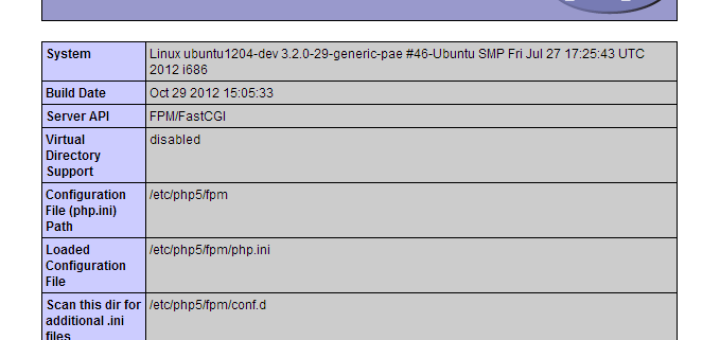 System Linux ubuntu1204-dev 3.2.0-29-generic-pae #46-Ubuntu SMP Fri Jul 27 17:25:43 UTC
2012 i686
Build Date Oct 29 2012 15:05:33
Server API FPM/FastCGI
Virtual disabled
Directory
Support
Configuration /etc/php5/fpm
File (php.ini)
Path
Loaded /etc/php5/fpm/php.ini
Configuration
File
Scan this dir for /etc/php5/fpm/conf.d
additional .ini
files